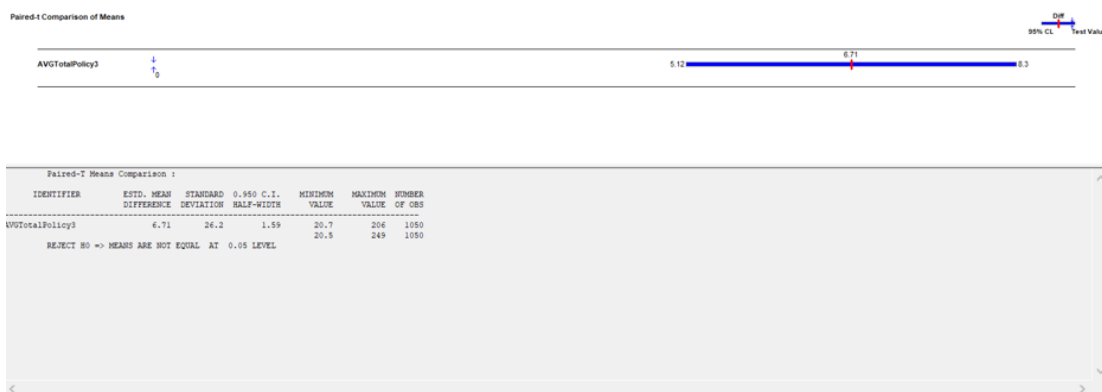 Paired-t Comparison of Means
Diff
95% CL Test Valu
AVGTotalPolicy3 0 5.12 6.71 8.3
Paired-T Means Comparison :
IDENTIFIER ESTD. MEAN STANDARD 0.950 C.I. MINIMUM MAXIMUM NUMBER
DIFFERENCE DEVIATION HALF-WIDTH VALUE VALUE OF OBS
AVGTotalPolicy3 6.71 26.2 1.59 20.7 206 1050
20.5 249 1050
REJECT H0 => MEANS ARE NOT EQUAL AT 0.05 LEVEL